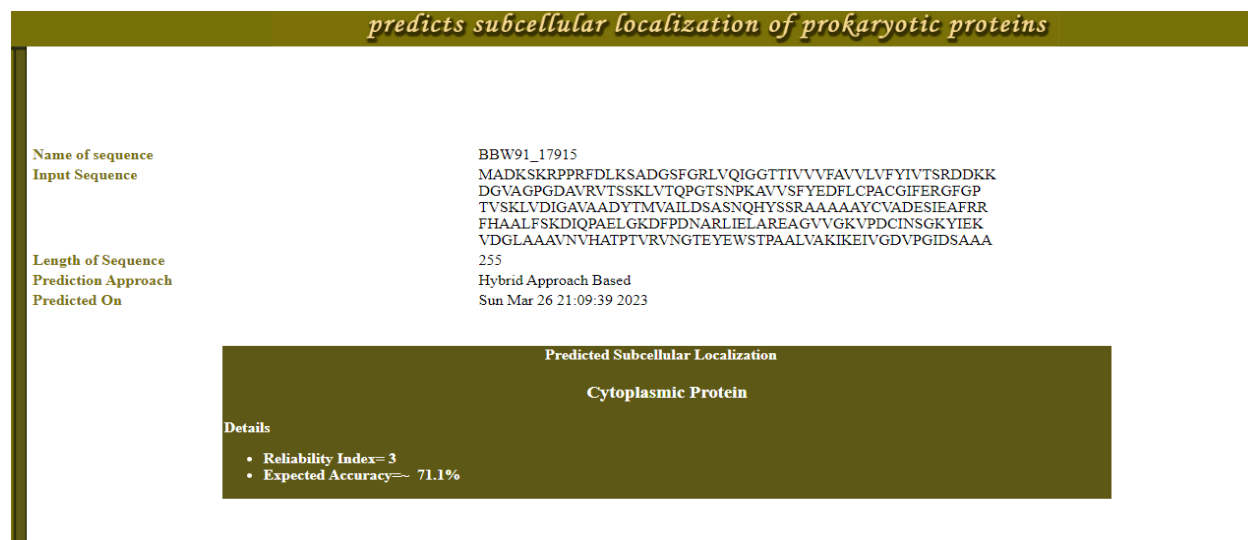 predicts subcellular localization of prokaryotic proteins
Name of sequence BBW91_17915
Input Sequence MADKSKRPPRFDLKSADGSFGRLVQIGGTTIVVVFAVVLVFYIVTSRDDKK
DGVAGPGDAVRVTSSKLVTQPGTSNPKAVVSFYEDFLCPACGIFERGFGP
TVSKLVDIGAVAADYTMVAILDSASNQHYSSRAAAAAYCVADESIEAFRR
FHAALFSKDIQPAELGKDFPDNARLIELAREAGVVGKVPDCINSGKYIEK
VDGLAAAVNVHATPTVRVNGTEYEWSTPAALVAKIKEIVGDVPGIDSAAA
Length of Sequence 255
Prediction Approach Hybrid Approach Based
Predicted On Sun Mar 26 21:09:39 2023
Predicted Subcellular Localization
Cytoplasmic Protein
Details
• Reliability Index= 3
• Expected Accuracy=~ 71.1%